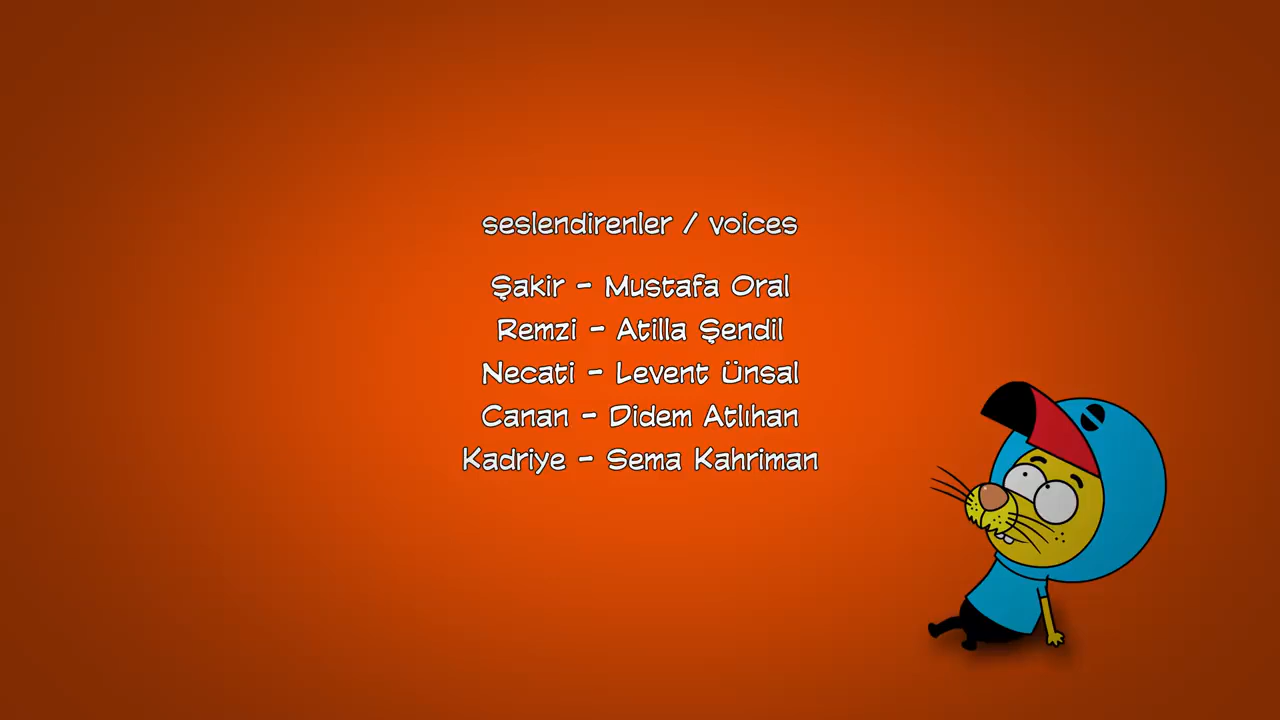 seslendirenler / voices
Şakir - Mustafa Oral
Remzi - Atilla Şendil
Necati - Levent Ünsal
Canan - Didem Atlıhan
Kadriye - Sema Kahriman